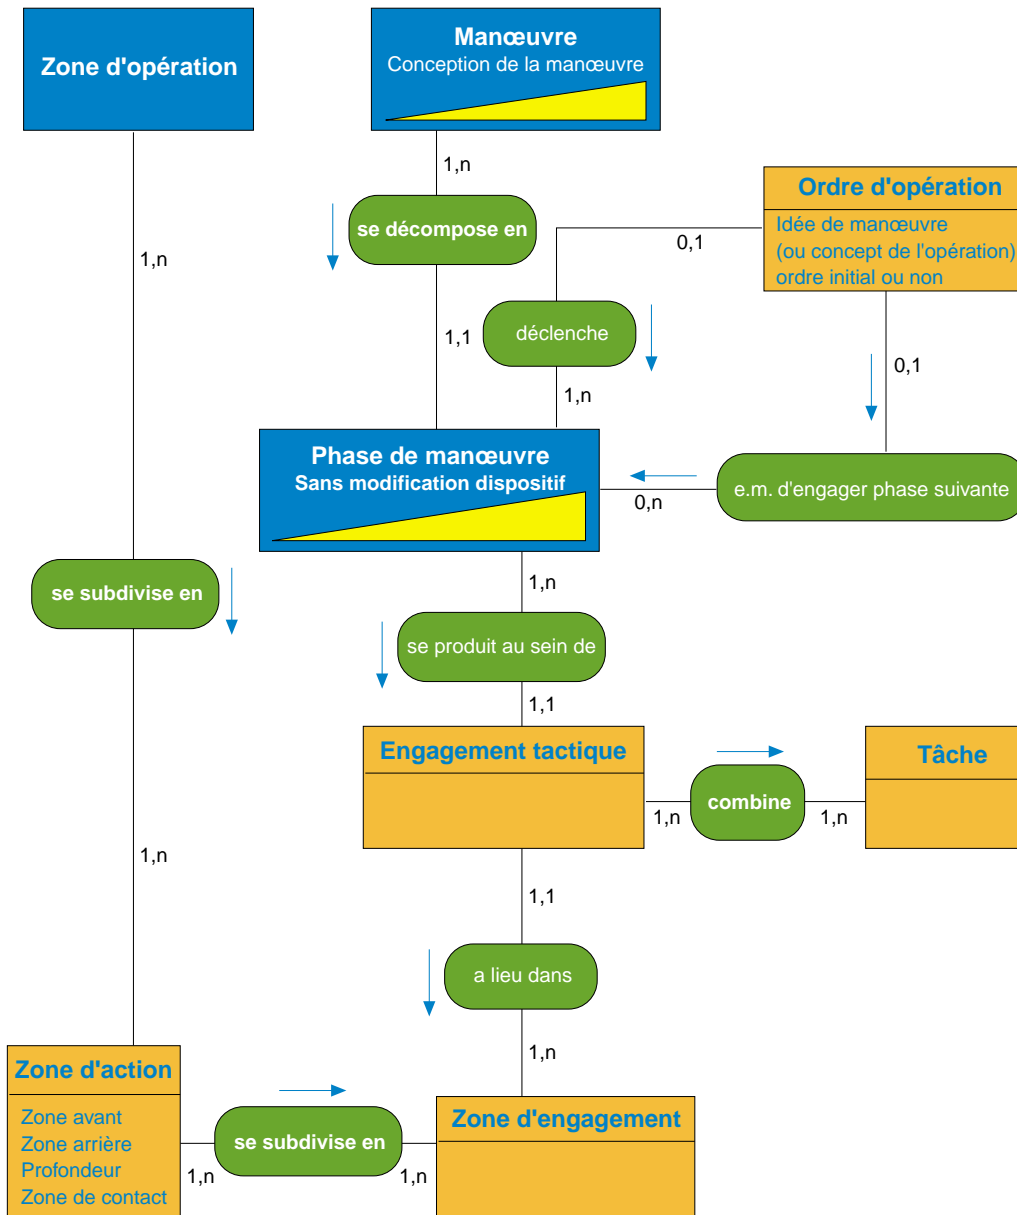 Zone d'opération
Manœuvre
Conception de la manœuvre
1,n
Ordre d'opération
Idée de manœuvre
(ou concept de l'opération)
ordre initial ou non
se décompose en
0,1
1,n
déclenche
1,1
0,1
1,n
Phase de manœuvre
Sans modification dispositif
0,n
e.m. d'engager phase suivante
se subdivise en
1,n
se produit au sein de
1,1
Engagement tactique
Tâche
combine
1,n
1,n
1,n
1,1
a lieu dans
1,n
Zone d'action
Zone avant
Zone arrière
Profondeur
Zone de contact
1,n
se subdivise en
1,n
Zone d'engagement